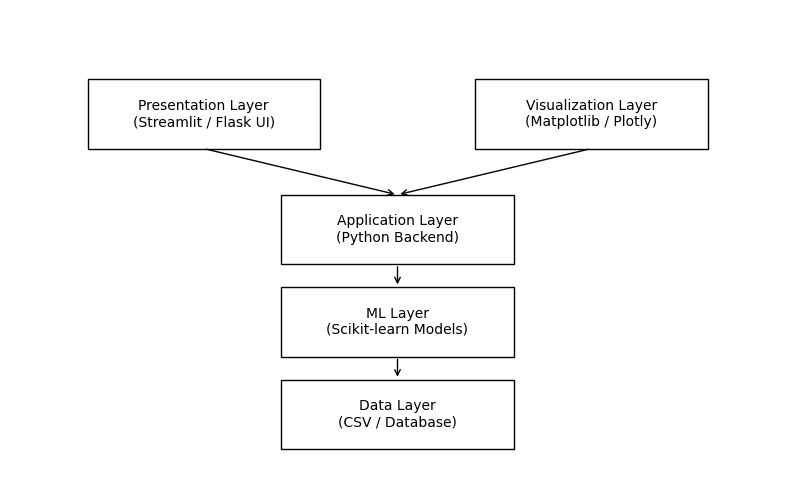 Presentation Layer
(Streamlit / Flask UI)
Visualization Layer
(Matplotlib / Plotly)
Application Layer
(Python Backend)
ML Layer
(Scikit-learn Models)
Data Layer
(CSV / Database)